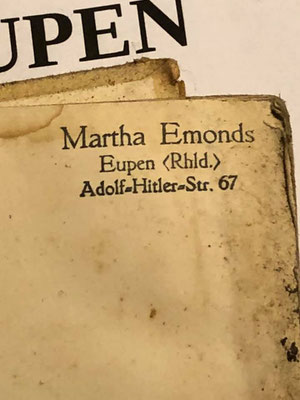 UPEN
Martha Emonds
Eupen (Rhld.)
Adolf=Hitler=Str. 67